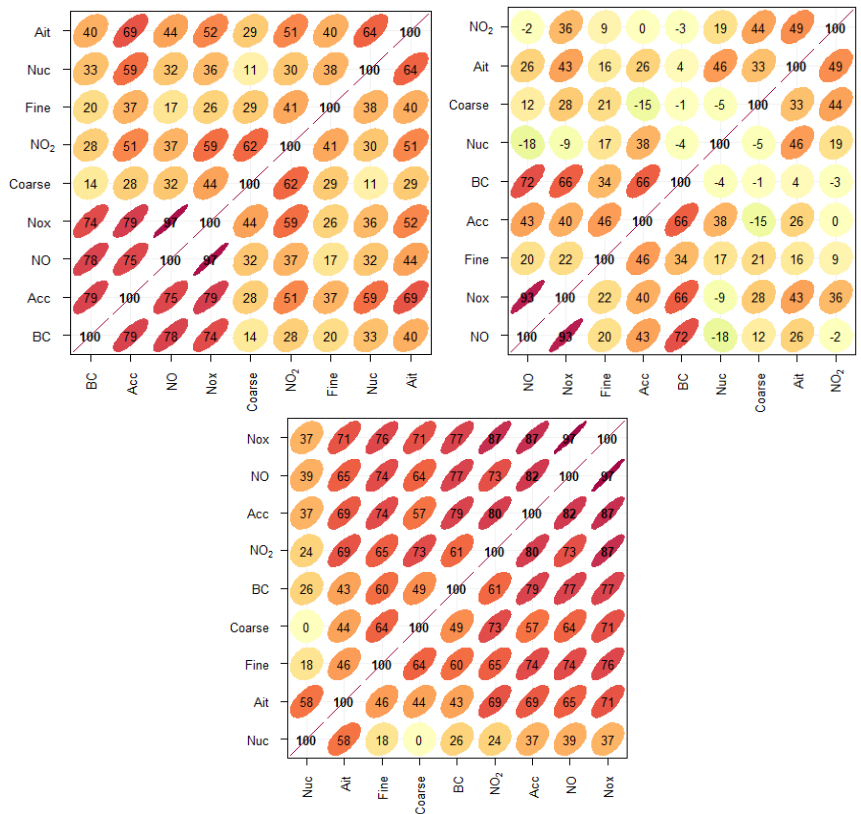 Ait 40 69 44 52 29 51 40 64 100
Nuc 33 59 32 36 11 30 38 100 64
Fine 20 37 17 26 29 41 100 38 40
NO₂ 28 51 37 59 62 100 41 30 51
Coarse 14 28 32 44 100 62 29 11 29
Nox 74 79 97 100 44 59 26 36 52
NO 78 75 100 97 32 37 17 32 44
Acc 79 100 75 79 28 51 37 59 69
BC 100 79 78 74 14 28 20 33 40
BC Acc NO Nox Coarse NO₂ Fine Nuc Ait
NO₂ -2 36 9 0 -3 19 44 49 100
Ait 26 43 16 26 4 46 33 100 49
Coarse 12 28 21 -15 -1 -5 100 33 44
Nuc -18 -9 17 38 -4 100 -5 46 19
BC 72 66 34 66 100 -4 -1 4 -3
Acc 43 40 46 100 66 38 -15 26 0
Fine 20 22 100 46 34 17 21 16 9
Nox 93 100 22 40 66 -9 28 43 36
NO 100 93 20 43 72 -18 12 26 -2
NO Nox Fine Acc BC Nuc Coarse Ait NO₂
Nox 37 71 76 71 77 87 87 97 100
NO 39 65 74 64 77 73 82 100 97
Acc 37 69 74 57 79 80 100 82 87
NO₂ 24 69 65 73 61 100 80 73 87
BC 26 43 60 49 100 61 79 77 77
Coarse 0 44 64 100 49 73 57 64 71
Fine 18 46 100 64 60 65 74 74 76
Ait 58 100 46 44 43 69 69 65 71
Nuc 100 58 18 0 26 24 37 39 37
Nuc Ait Fine Coarse BC NO₂ Acc NO Nox